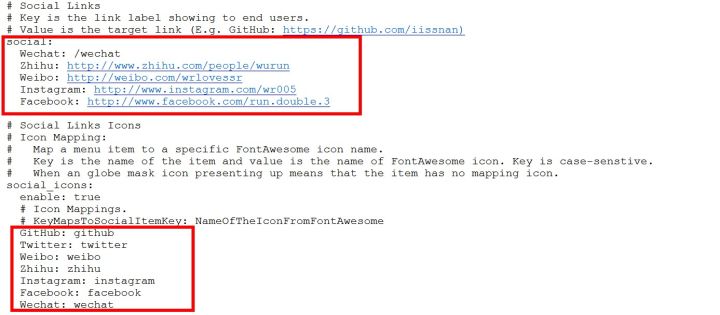 # Social Links
# Key is the link label showing to end users.
# Value is the target link (E.g. GitHub: https://github.com/iissnan)
social:
  Wechat: /wechat
  Zhihu: http://www.zhihu.com/people/wurun
  Weibo: http://weibo.com/wrlovessr
  Instagram: http://www.instagram.com/wr005
  Facebook: http://www.facebook.com/run.double.3
# Social Links Icons
# Icon Mapping:
#   Map a menu item to a specific FontAwesome icon name.
#   Key is the name of the item and value is the name of FontAwesome icon. Key is case-senstive.
#   When an globe mask icon presenting up means that the item has no mapping icon.
social_icons:
  enable: true
  # Icon Mappings.
  # KeyMapsToSocialItemKey: NameOfTheIconFromFontAwesome
  GitHub: github
  Twitter: twitter
  Weibo: weibo
  Zhihu: zhihu
  Instagram: instagram
  Facebook: facebook
  Wechat: wechat